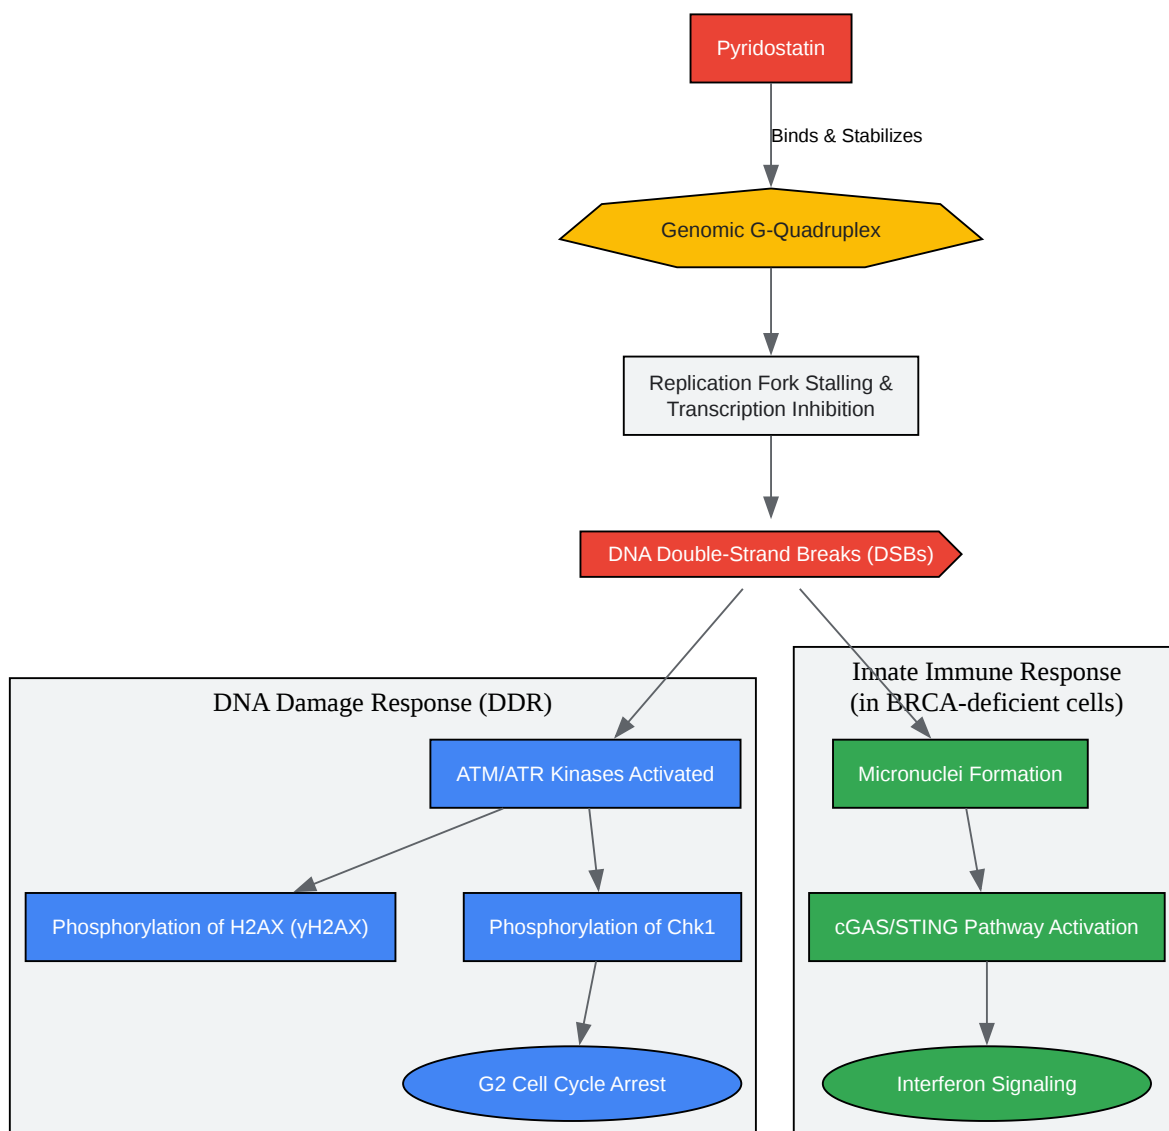 Pyridostatin
Binds & Stabilizes
Genomic G-Quadruplex
Replication Fork Stalling &
Transcription Inhibition
DNA Double-Strand Breaks (DSBs)
DNA Damage Response (DDR)
ATM/ATR Kinases Activated
Phosphorylation of H2AX (γH2AX)
Phosphorylation of Chk1
G2 Cell Cycle Arrest
Innate Immune Response
(in BRCA-deficient cells)
Micronuclei Formation
cGAS/STING Pathway Activation
Interferon Signaling